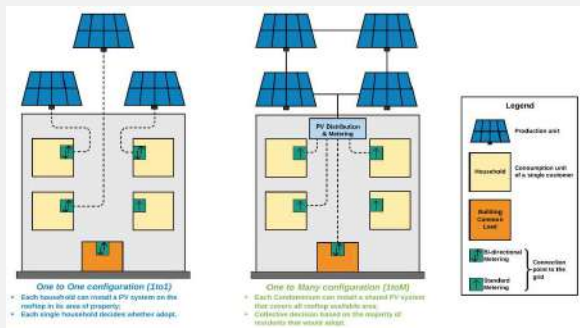 PV Distribution
& Metering
One to One configuration (1to1)
Each household can install a PV system on the
rooftop in its area of property;
Each single household decides whether adopt.
One to Many configuration (1toM)
Each Condominium can install a shared PV system
that covers all rooftop available area;
Collective decision based on the majority of
residents that would adopt.
Legend
Production unit
Household
Consumption unit
of a single customer
Building
Common
Load
Bi-directional
Metering
Standard
Metering
Connection
point to the
grid